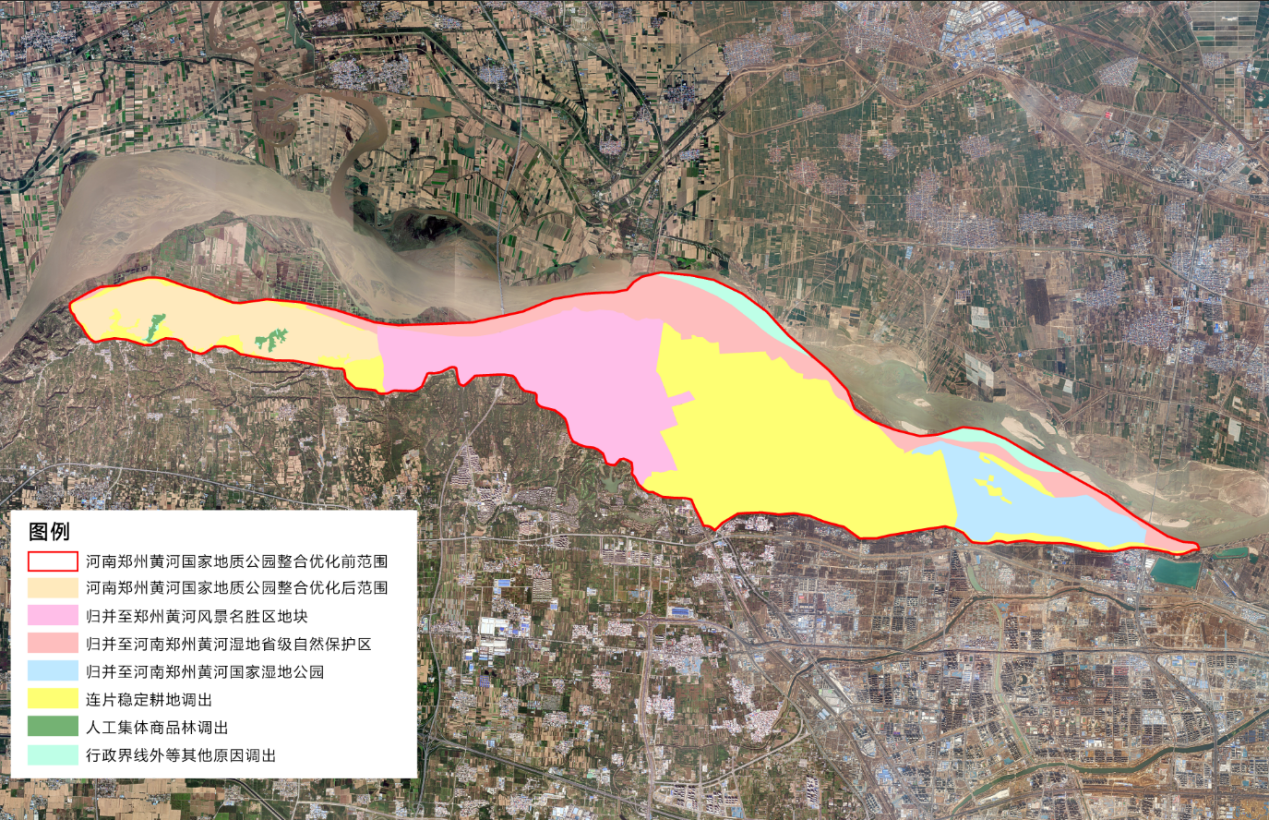 图例
河南郑州黄河国家地质公园整合优化前范围
河南郑州黄河国家地质公园整合优化后范围
归并至郑州黄河风景名胜区地块
归并至河南郑州黄河湿地省级自然保护区
归并至河南郑州黄河国家湿地公园
连片稳定耕地调出
人工集体商品林调出
行政界线外等其他原因调出